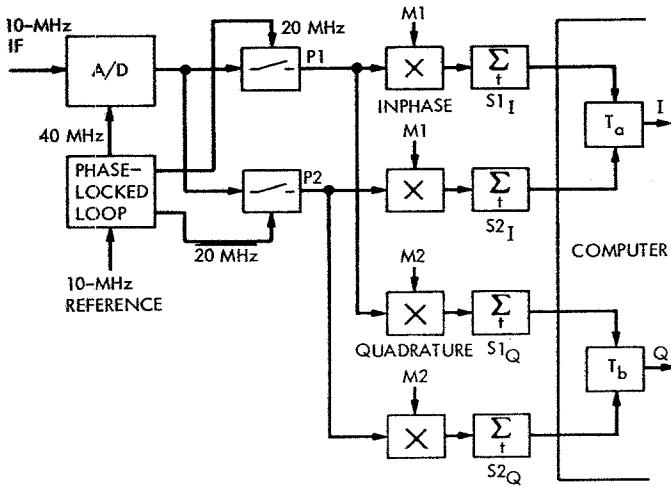 10-MHz
IF
A/D
40 MHz
PHASE-
LOCKED
LOOP
10-MHz
REFERENCE
20 MHz
P1
P2
20 MHz
M1
×
INPHASE
Σ
t
S1I
M1
×
Σ
t
S2I
M2
×
QUADRATURE
Σ
t
S1Q
M2
×
Σ
t
S2Q
Ta
I
COMPUTER
Tb
Q